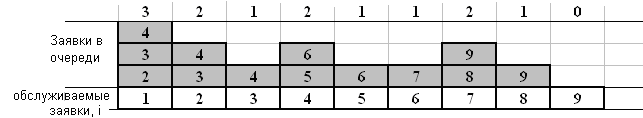 3 2 1 2 1 1 2 1 0
4
Заявки в
очереди
3 4 6 9
2 3 4 5 6 7 8 9
обслуживаемые
заявки, i
1 2 3 4 5 6 7 8 9